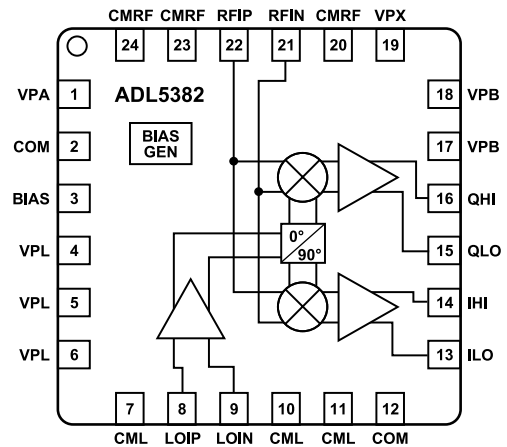 CMRF CMRF RFIP RFIN CMRF VPX
24 23 22 21 20 19
VPA 1 ADL5382 18 VPB
BIAS
GEN
COM 2 17 VPB
BIAS 3 16 QHI
0°
90°
VPL 4 15 QLO
VPL 5 14 IHI
VPL 6 13 ILO
7 8 9 10 11 12
CML LOIP LOIN CML CML COM